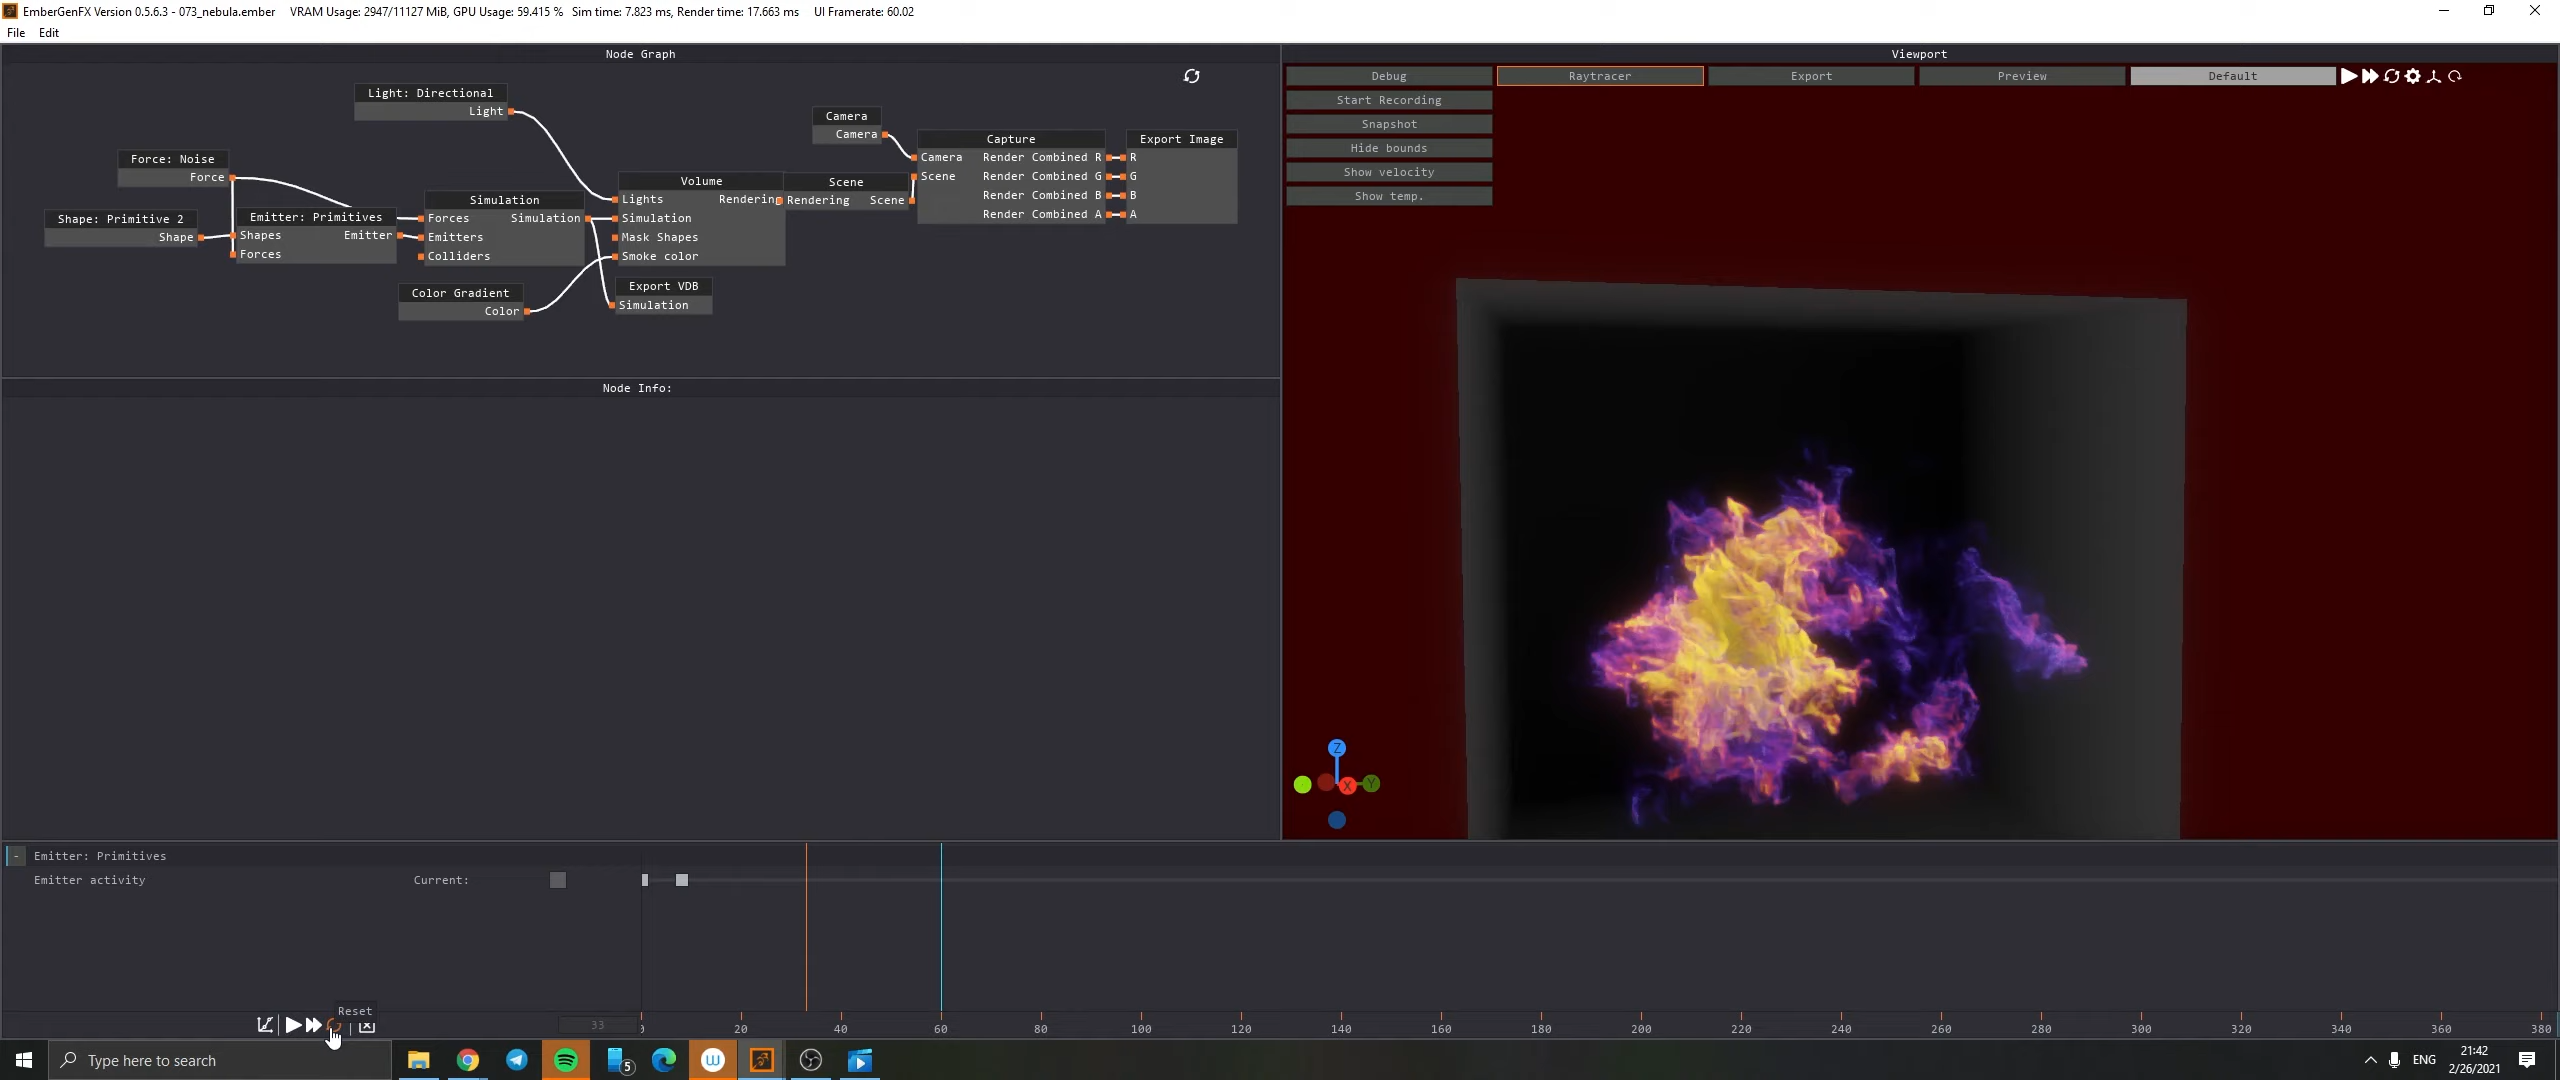 EmberGenFX Version 0.5.6.3 - 073_nebula.ember VRAM Usage: 2947/11127 MiB, GPU Usage: 59.415 % Sim time: 7.823 ms, Render time: 17.663 ms UI Framerate: 60.02
File Edit
Node Graph
Light: Directional
Light
Force: Noise
Force
Shape: Primitive 2
Shape
Emitter: Primitives
Shapes Emitter
Forces
Simulation
Forces Simulation
Emitters
Colliders
Color Gradient
Color
Volume
Lights Rendering
Simulation
Mask Shapes
Smoke color
Export VDB
Simulation
Scene
Rendering Scene
Camera
Camera
Capture
Camera Render Combined R
Scene Render Combined G
Render Combined B
Render Combined A
Export Image
R
G
B
A
Node Info:
Viewport
Debug Raytracer Export Preview Default
Start Recording
Snapshot
Hide bounds
Show velocity
Show temp.
Z
X Y
- Emitter: Primitives
Emitter activity Current:
Reset
33
20 40 60 80 100 120 140 160 180 200 220 240 260 280 300 320 340 360 380
Type here to search
5
W
ENG
21:42
2/26/2021